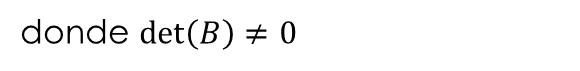 donde det(𝐵) ≠ 0